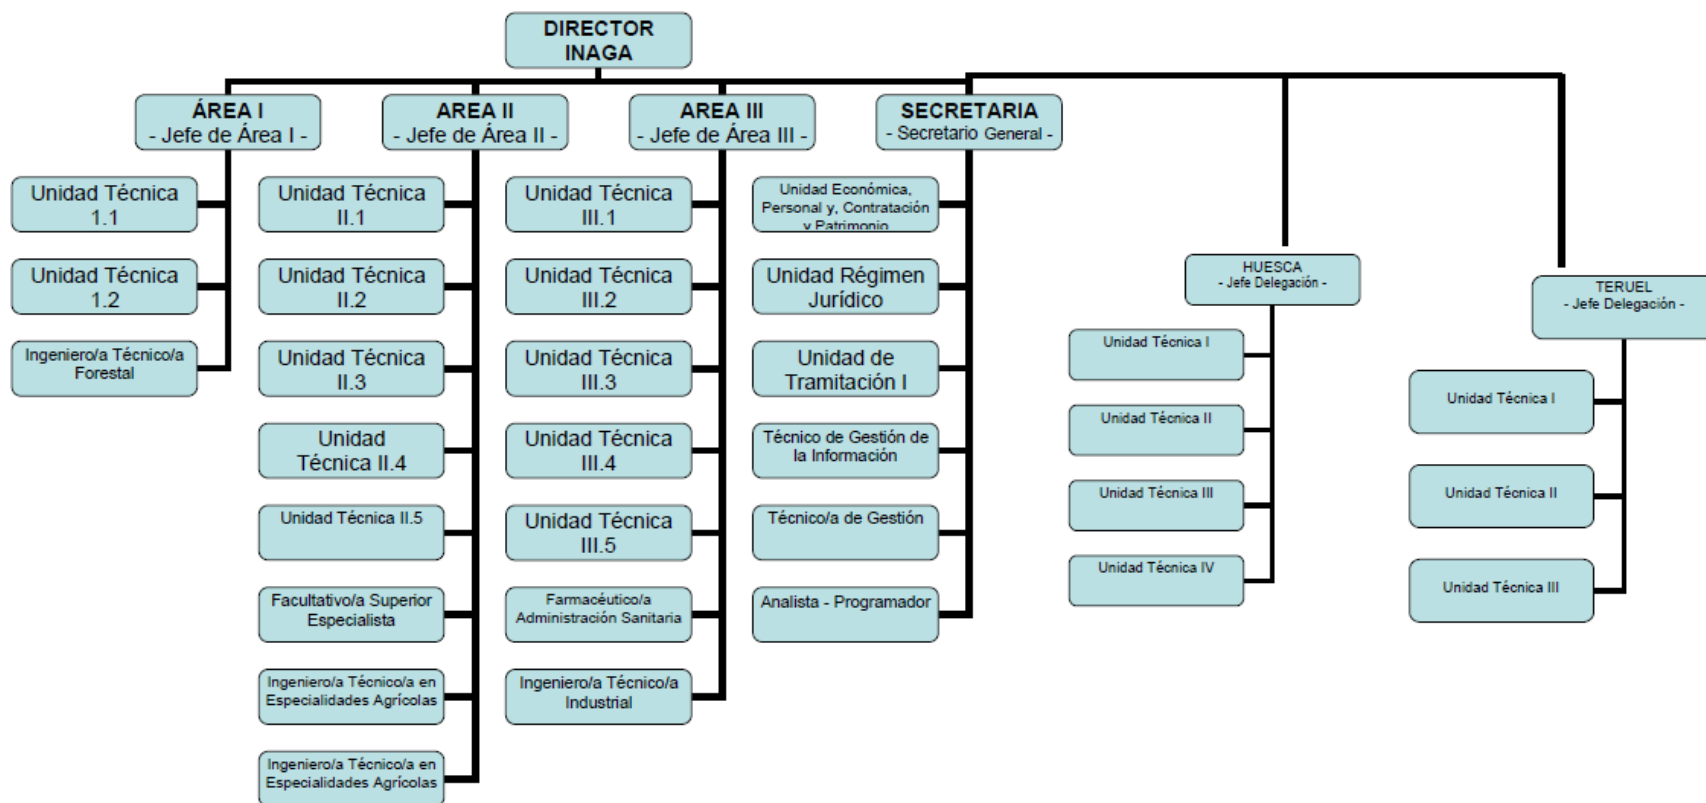 DIRECTOR
INAGA
ÁREA I
- Jefe de Área I -
AREA II
- Jefe de Área II -
AREA III
- Jefe de Área III -
SECRETARIA
- Secretario General -
Unidad Técnica
1.1
Unidad Técnica
1.2
Ingeniero/a Técnico/a
Forestal
Unidad Técnica
II.1
Unidad Técnica
II.2
Unidad Técnica
II.3
Unidad
Técnica II.4
Unidad Técnica II.5
Facultativo/a Superior
Especialista
Ingeniero/a Técnico/a en
Especialidades Agrícolas
Ingeniero/a Técnico/a en
Especialidades Agrícolas
Unidad Técnica
III.1
Unidad Técnica
III.2
Unidad Técnica
III.3
Unidad Técnica
III.4
Unidad Técnica
III.5
Farmacéutico/a
Administración Sanitaria
Ingeniero/a Técnico/a
Industrial
Unidad Económica,
Personal y, Contratación
y Patrimonio
Unidad Régimen
Jurídico
Unidad de
Tramitación I
Técnico de Gestión de
la Información
Técnico/a de Gestión
Analista - Programador
HUESCA
- Jefe Delegación -
Unidad Técnica I
Unidad Técnica II
Unidad Técnica III
Unidad Técnica IV
TERUEL
- Jefe Delegación -
Unidad Técnica I
Unidad Técnica II
Unidad Técnica III